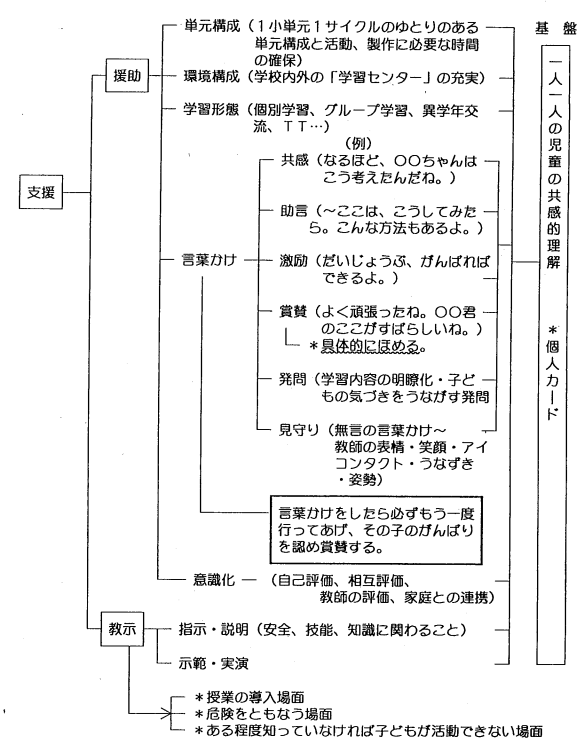 単元構成（１小単元１サイクルのゆとりのある
単元構成と活動、製作に必要な時間
の確保）
基　盤
援助
環境構成（学校内外の「学習センター」の充実）
学習形態（個別学習、グループ学習、異学年交
流、ＴＴ…）
（例）
支援
言葉かけ
共感（なるほど、〇〇ちゃんは
こう考えたんだね。）
助言（～ここは、こうしてみた
ら。こんな方法もあるよ。）
激励（だいじょうぶ、がんばれば
できるよ。）
賞賛（よく頑張ったね。〇〇君
のここがすばらしいね。）
＊具体的にほめる。
発問（学習内容の明瞭化・子ど
もの気づきをうながす発問
見守り（無言の言葉かけ～
教師の表情・笑顔・アイ
コンタクト・うなずき
・姿勢）
言葉かけをしたら必ずもう一度
行ってあげ、その子のがんばり
を認め賞賛する。
意識化
（自己評価、相互評価、
教師の評価、家庭との連携）
教示
指示・説明（安全、技能、知識に関わること）
示範・実演
＊授業の導入場面
＊危険をともなう場面
＊ある程度知っていなければ子どもが活動できない場面
一人一人の児童の共感的理解　＊個人カード